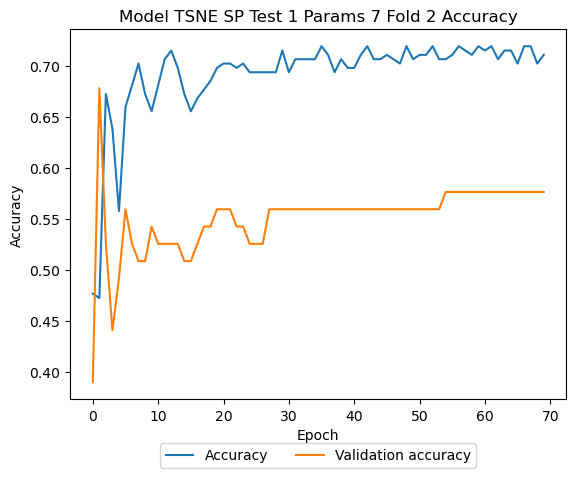 Model TSNE SP Test 1 Params 7 Fold 2 Accuracy
0.70
0.65
0.60
0.55
0.50
0.45
0.40
Accuracy
0 10 20 30 40 50 60 70
Epoch
Accuracy Validation accuracy